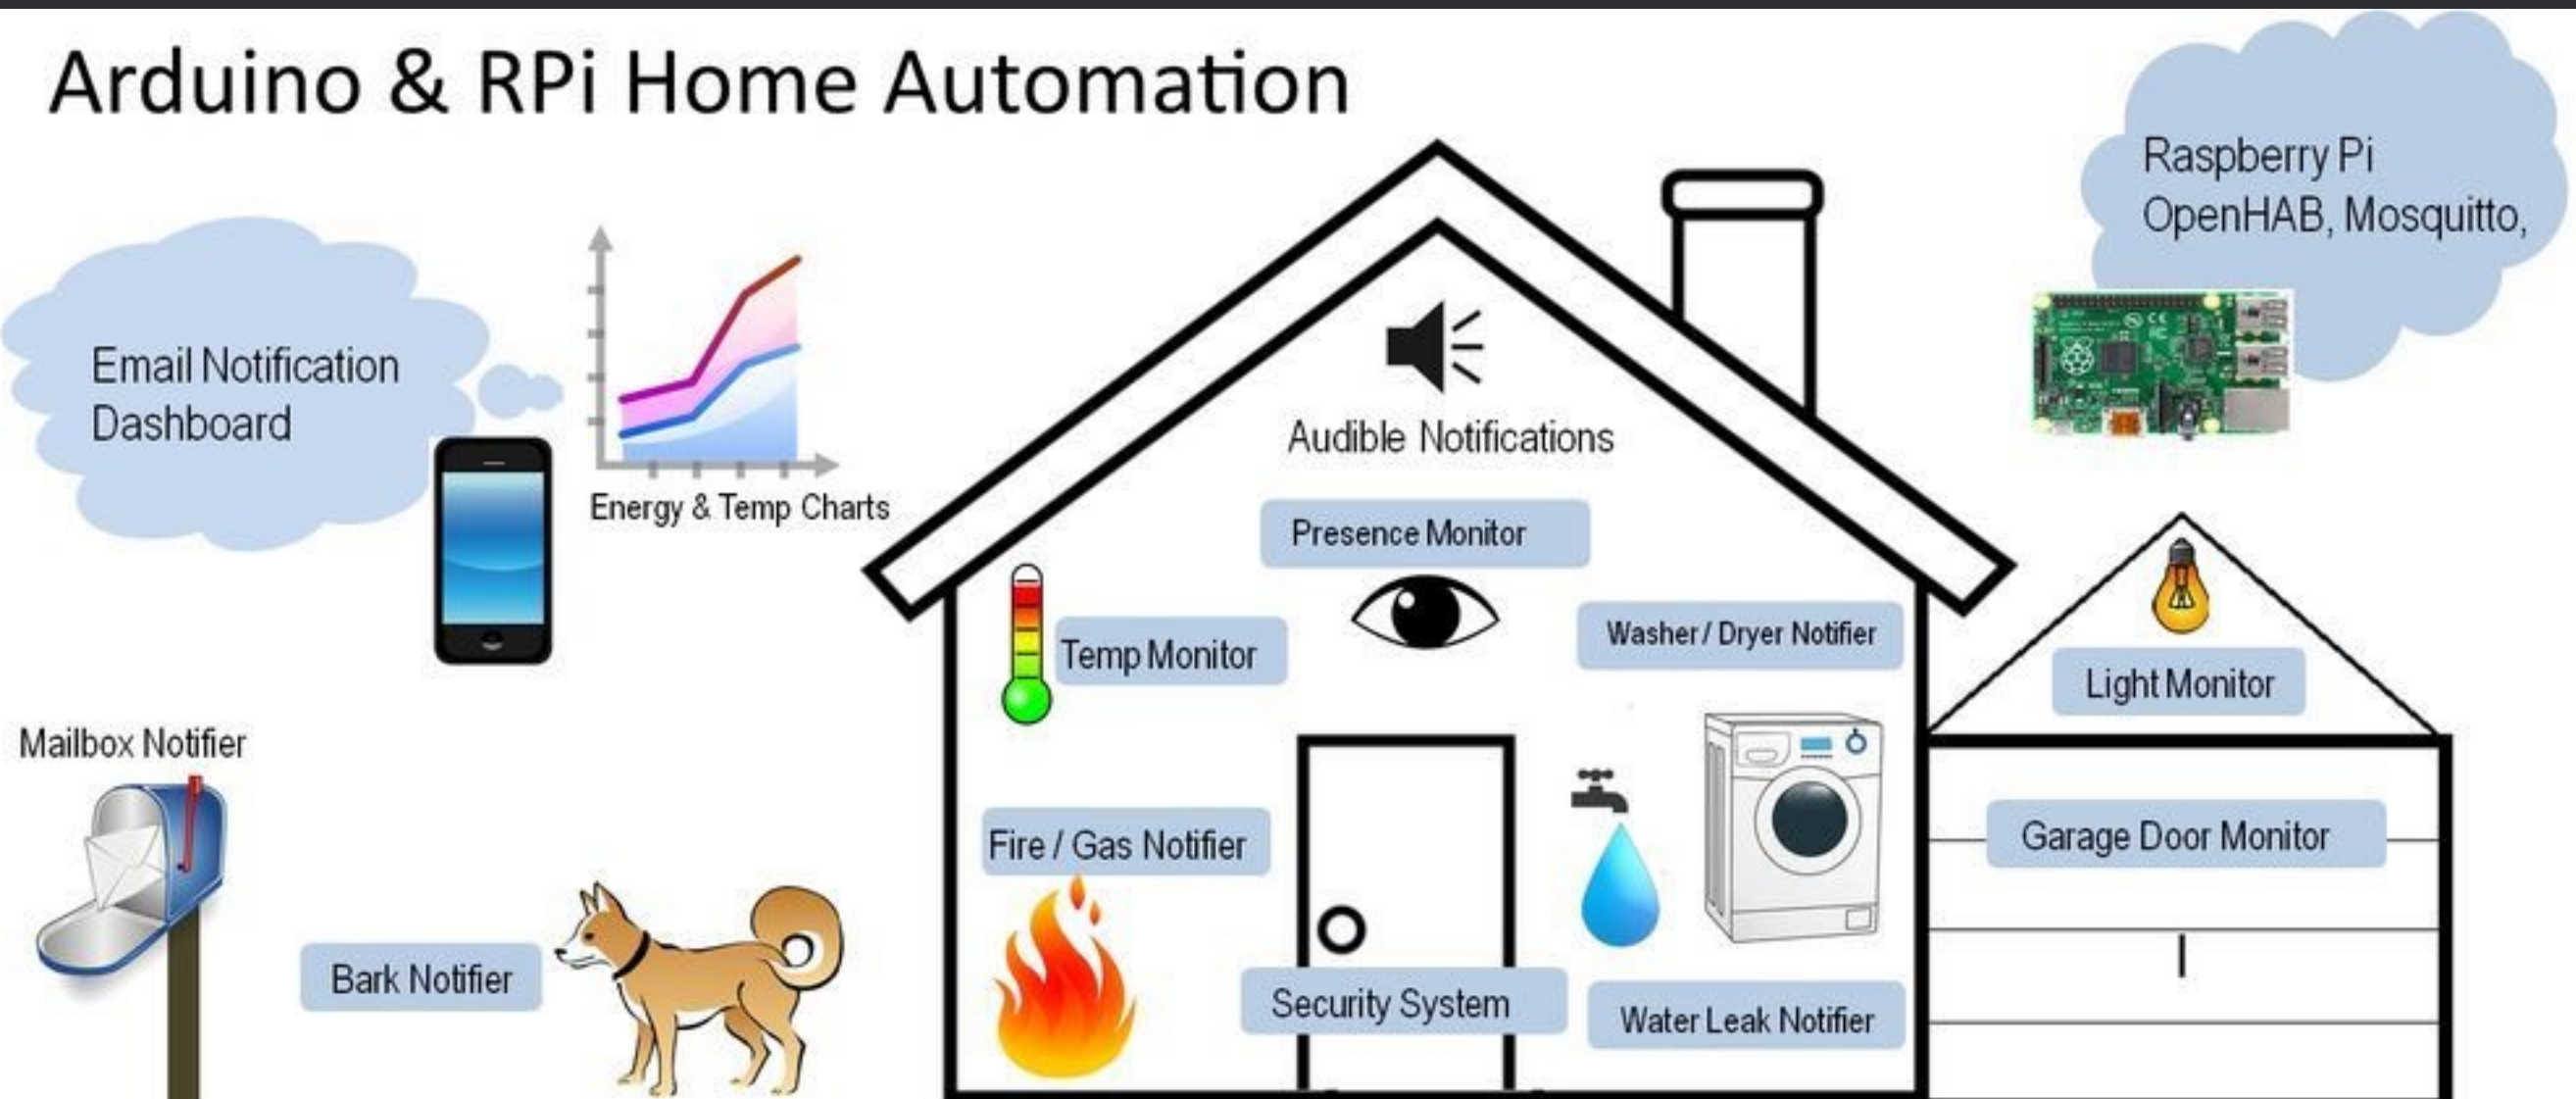 Arduino & RPi Home Automation
Raspberry Pi
OpenHAB, Mosquitto,
Email Notification
Dashboard
Energy & Temp Charts
Audible Notifications
Presence Monitor
Temp Monitor
Washer / Dryer Notifier
Light Monitor
Mailbox Notifier
Fire / Gas Notifier
Garage Door Monitor
Bark Notifier
Security System
Water Leak Notifier